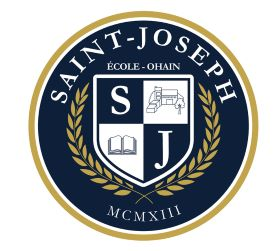 SAINT-JOSEPH
ÉCOLE - OHAIN
S
J
MCMXIII